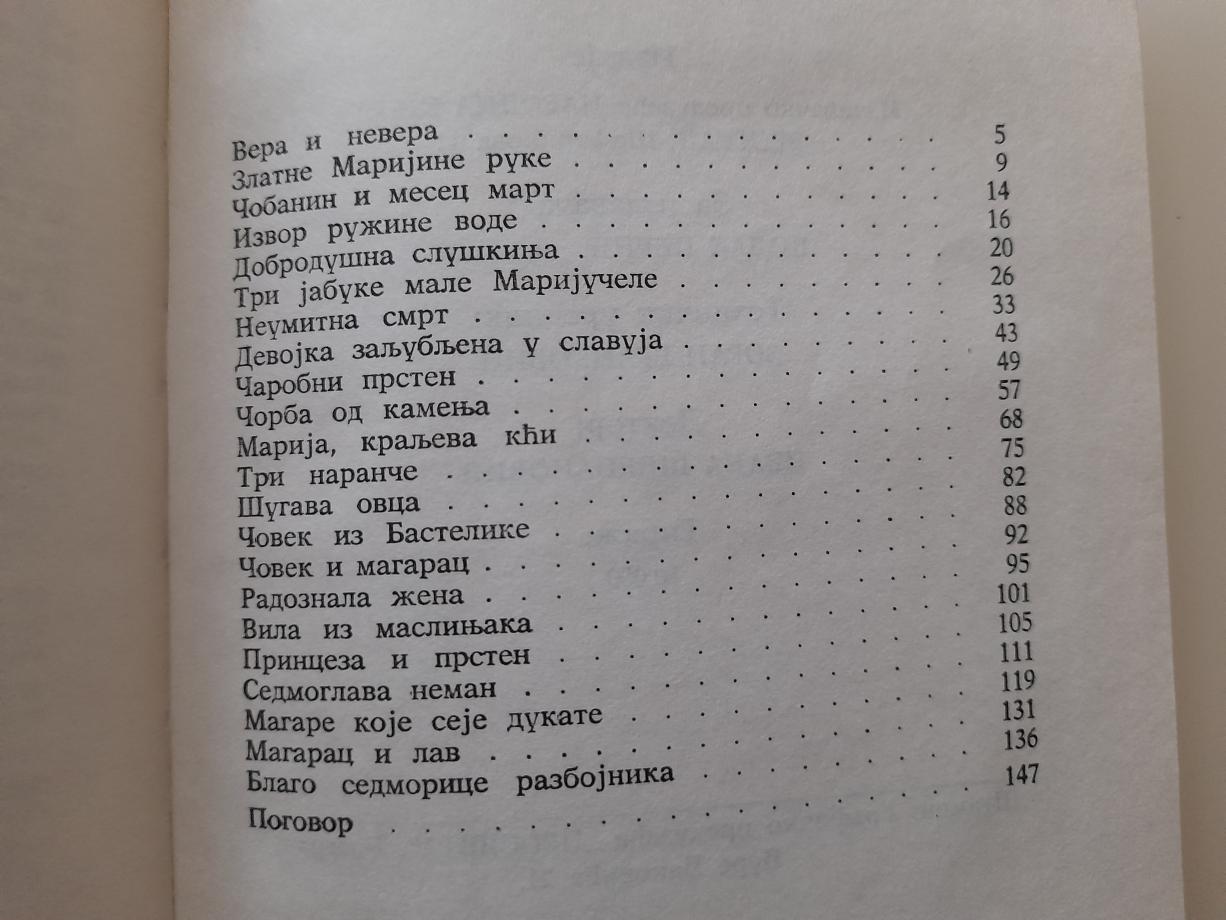 Вера и невера . . . . . . . . . . . . . 5
Златне Маријине руке . . . . . . . . . . 9
Чобанин и месец март . . . . . . . . . . 14
Извор ружине воде . . . . . . . . . . . 16
Добродушна слушкиња . . . . . . . . . . 20
Три јабуке мале Маријучеле . . . . . . . 26
Неумитна смрт . . . . . . . . . . . . . 33
Девојка заљубљена у славуја . . . . . . . 43
Чаробни прстен . . . . . . . . . . . . . 49
Чорба од камења . . . . . . . . . . . . 57
Марија, краљева кћи . . . . . . . . . . 68
Три наранче . . . . . . . . . . . . . . 75
Шугава овца . . . . . . . . . . . . . . 82
Човек из Бастелике . . . . . . . . . . . 88
Човек и магарац . . . . . . . . . . . . 92
Радознала жена . . . . . . . . . . . . . 95
Вила из маслињака . . . . . . . . . . . 101
Принцеза и прстен . . . . . . . . . . . 105
Седмоглава неман . . . . . . . . . . . . 111
Магаре које сеје дукате . . . . . . . . . 119
Магарац и лав . . . . . . . . . . . . . 131
Благо седморице разбојника . . . . . . . 136
Поговор . . . . . . . . . . . . . . . . 147